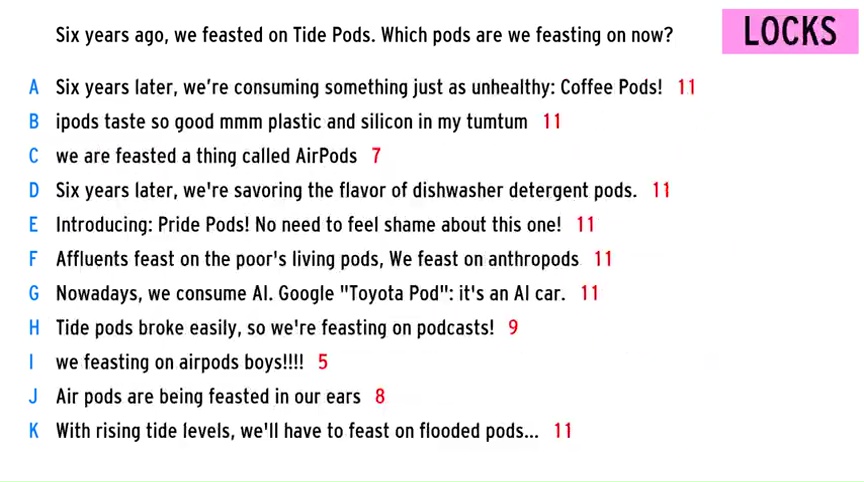 Six years ago, we feasted on Tide Pods. Which pods are we feasting on now?
LOCKS
A Six years later, we're consuming something just as unhealthy: Coffee Pods! 11
B ipods taste so good mmm plastic and silicon in my tumtum 11
C we are feasted a thing called AirPods 7
D Six years later, we're savoring the flavor of dishwasher detergent pods. 11
E Introducing: Pride Pods! No need to feel shame about this one! 11
F Affluents feast on the poor's living pods, We feast on anthropods 11
G Nowadays, we consume AI. Google "Toyota Pod": it's an AI car. 11
H Tide pods broke easily, so we're feasting on podcasts! 9
I we feasting on airpods boys!!!! 5
J Air pods are being feasted in our ears 8
K With rising tide levels, we'll have to feast on flooded pods... 11